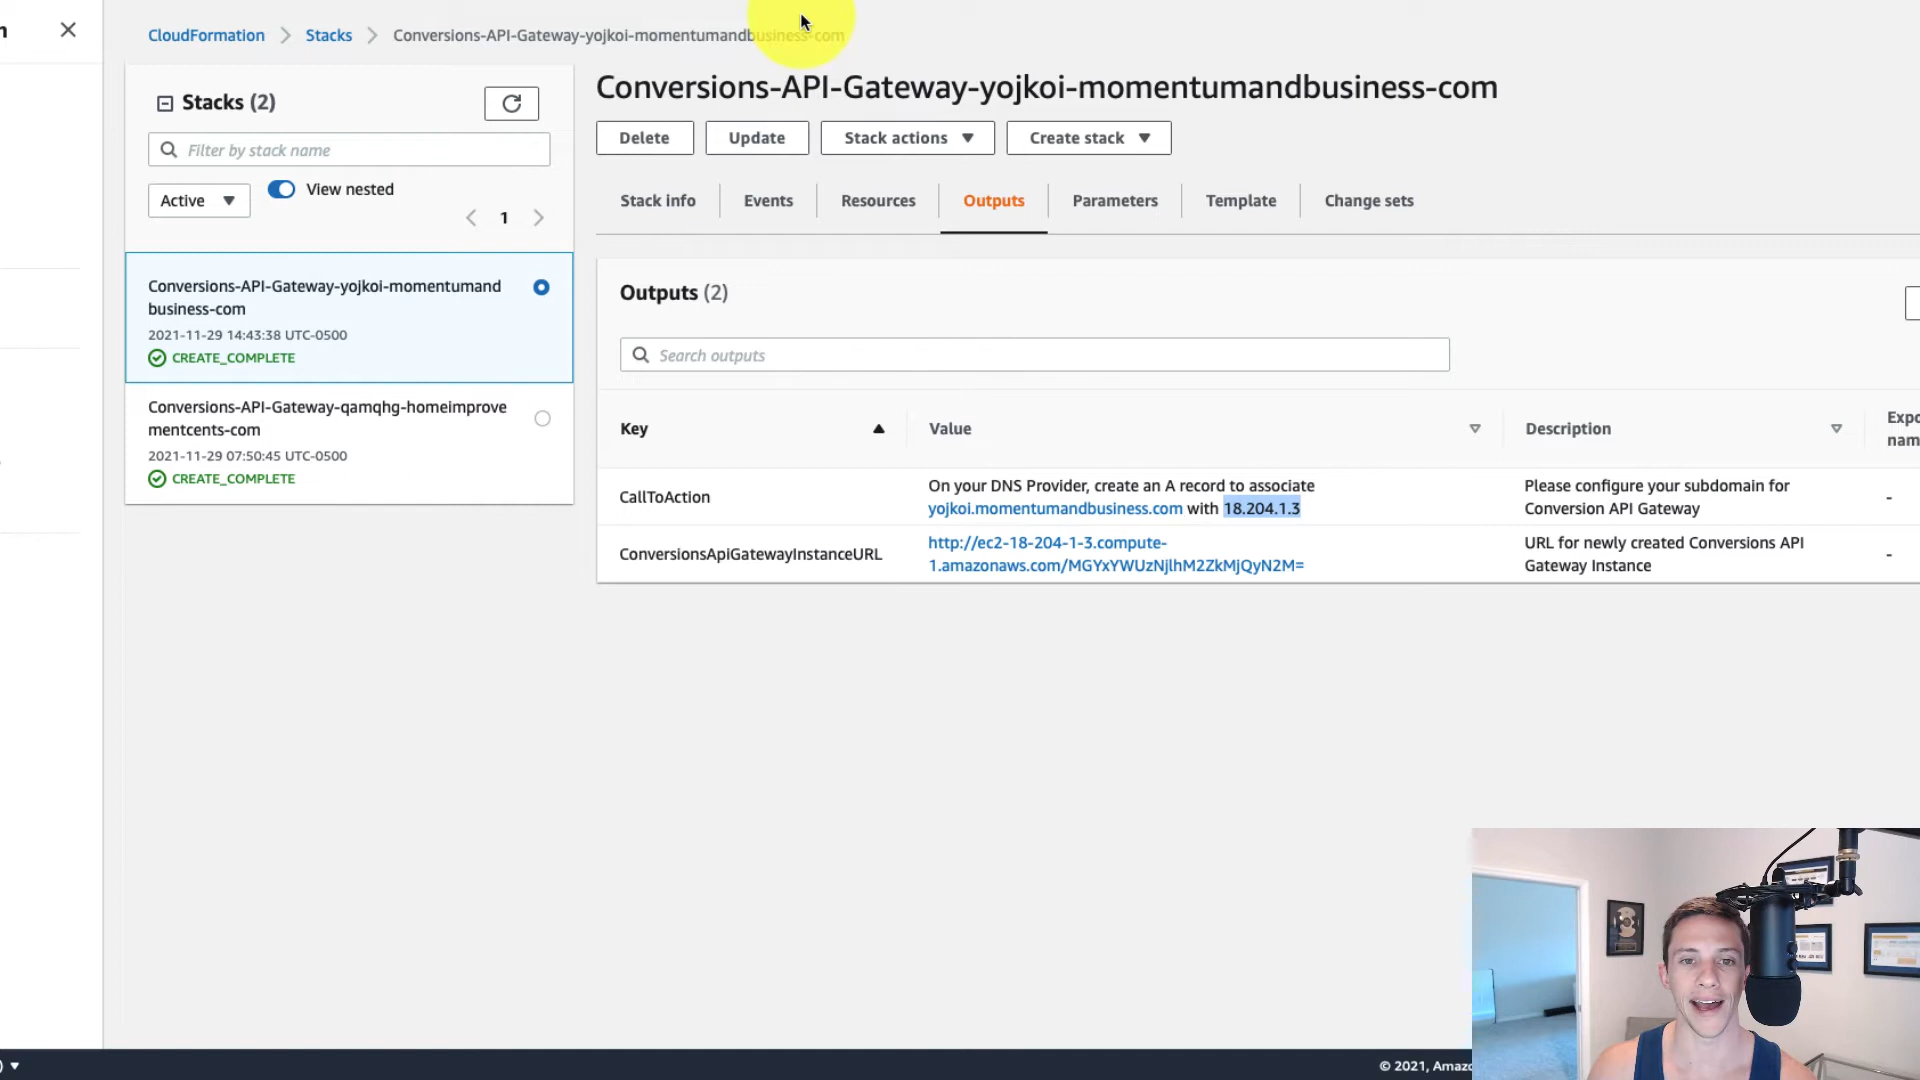 CloudFormation > Stacks > Conversions-API-Gateway-yojkoi-momentumandbusiness-com
Stacks (2)
Filter by stack name
Active
View nested
1
Conversions-API-Gateway-yojkoi-momentumand
business-com
2021-11-29 14:43:38 UTC-0500
CREATE_COMPLETE
Conversions-API-Gateway-qamqhg-homeimprove
mentcents-com
2021-11-29 07:50:45 UTC-0500
CREATE_COMPLETE
Conversions-API-Gateway-yojkoi-momentumandbusiness-com
Delete
Update
Stack actions
Create stack
Stack info
Events
Resources
Outputs
Parameters
Template
Change sets
Outputs (2)
Search outputs
Key
Value
Description
CallToAction
On your DNS Provider, create an A record to associate
yojkoi.momentumandbusiness.com with 18.204.1.3
Please configure your subdomain for
Conversion API Gateway
-
ConversionsApiGatewayInstanceURL
http://ec2-18-204-1-3.compute-
1.amazonaws.com/MGYxYWUzNjlhM2ZkMjQyN2M=
URL for newly created Conversions API
Gateway Instance
-
© 2021,